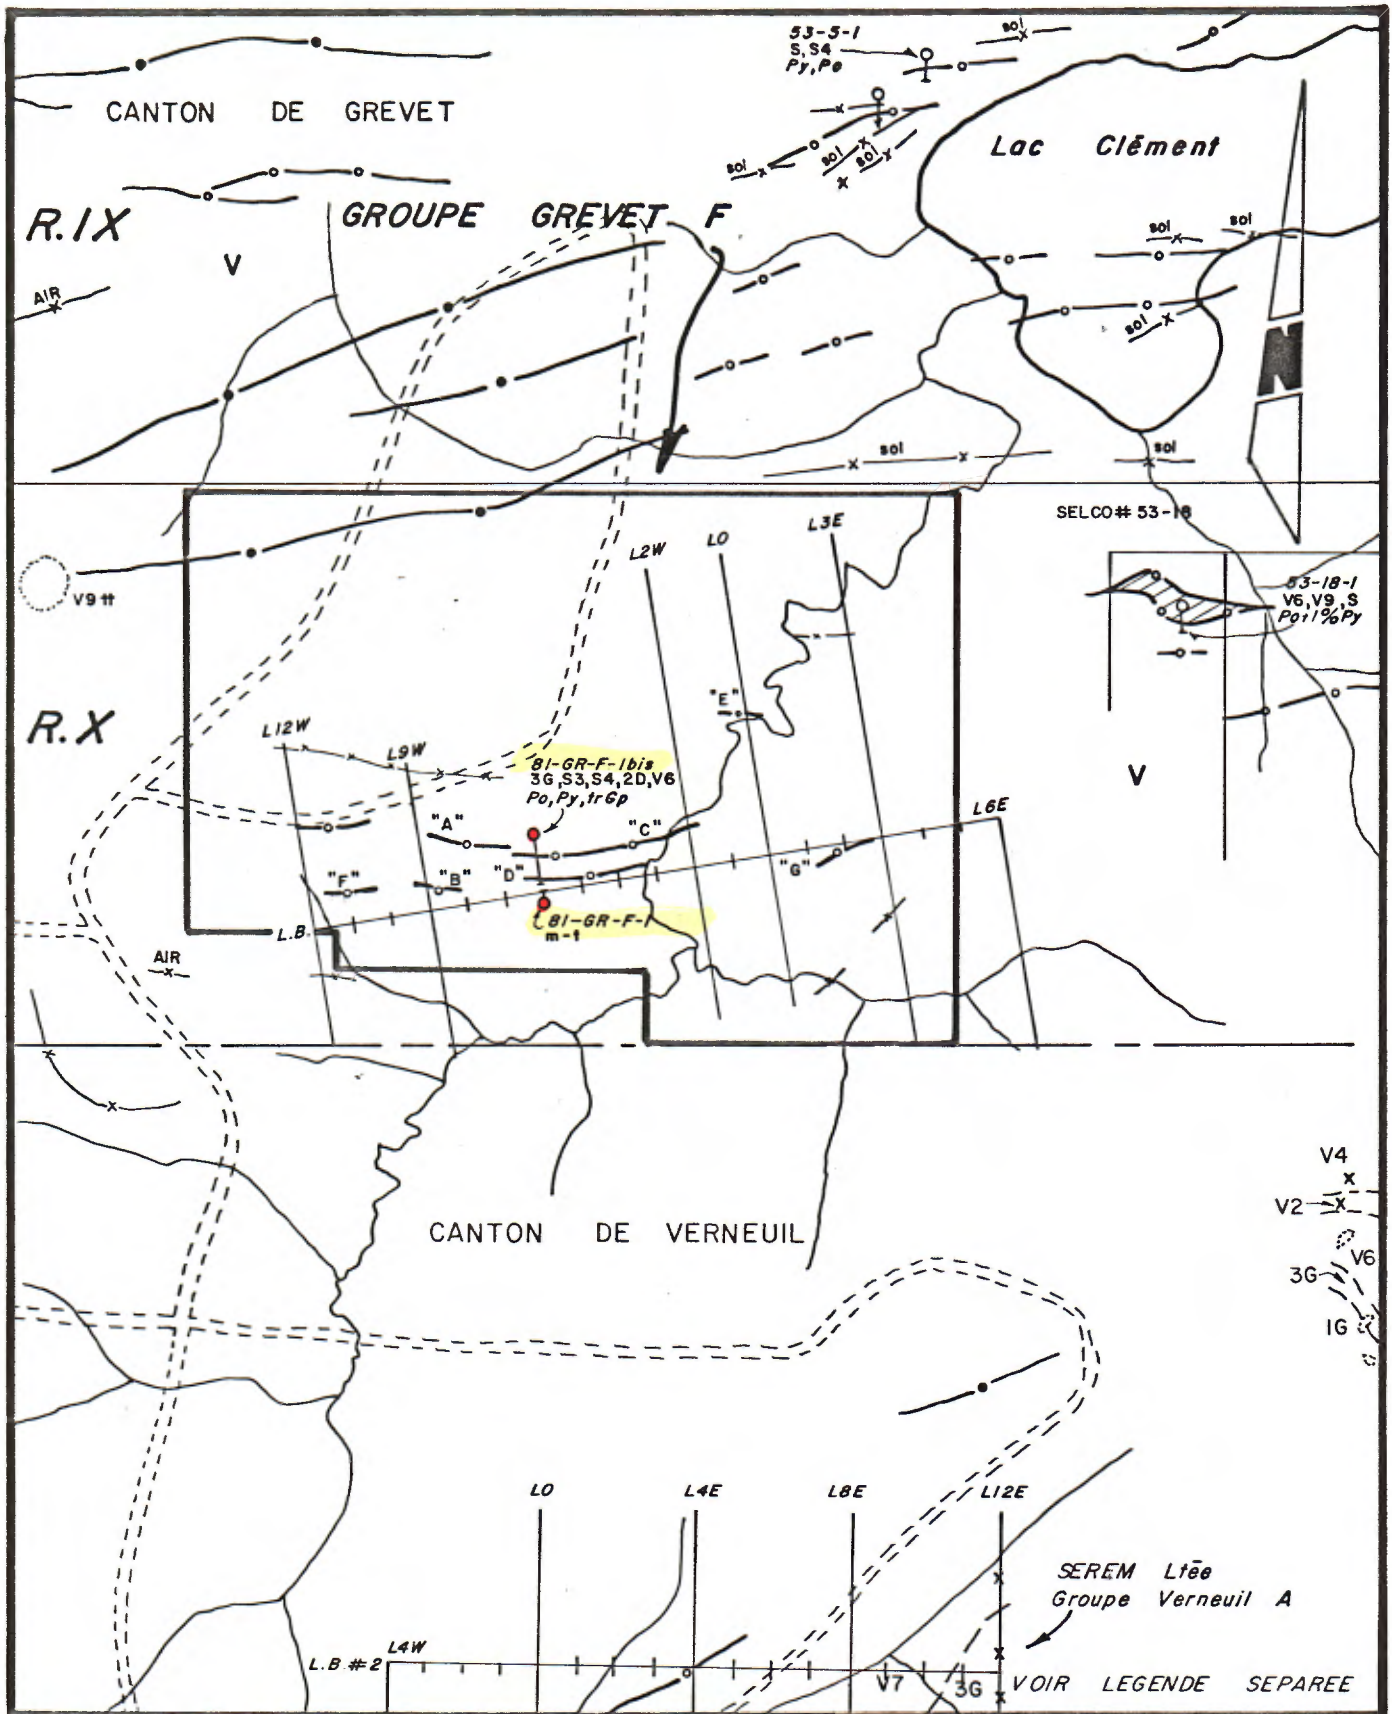 53-5-1
S, S4
Py, Po
sol
CANTON DE GREVET
Lac Clément
sol
sol
sol
R.IX
GROUPE GREVET F
V
sol
sol
AIR
sol
N
sol
sol
SELCO# 53-18
L2W
LO
L3E
V9 tt
53-18-1
V6, V9, S
Po+1% Py
R.X
"E"
L12W
L9W
81-GR-F-1bis
3G, S3, S4, 2D, V6
Po, Py, tr Gp
V
L6E
"A"
"C"
"G"
"F"
"B"
"D"
L.B.
81-GR-F-1
m-t
AIR
V4
V2
CANTON DE VERNEUIL
V6
3G
1G
LO
L4E
L8E
L12E
SEREM Ltée
Groupe Verneuil A
L4W
L.B.#2
V7
3G
VOIR LEGENDE SEPAREE